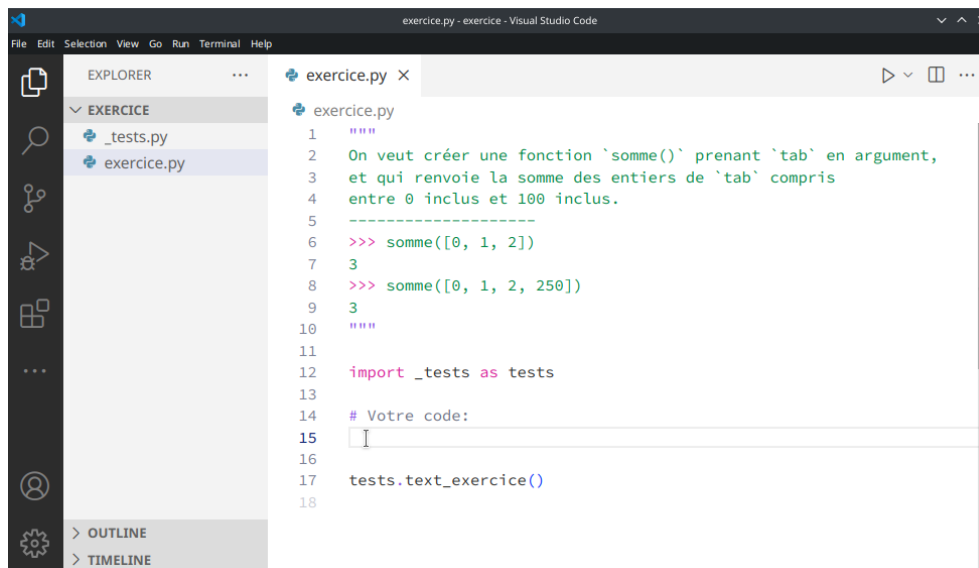 exercice.py - exercice - Visual Studio Code
File Edit Selection View Go Run Terminal Help
EXPLORER
EXERCICE
_tests.py
exercice.py
OUTLINE
TIMELINE
exercice.py
exercice.py
1 """
2 On veut créer une fonction `somme()` prenant `tab` en argument,
3 et qui renvoie la somme des entiers de `tab` compris
4 entre 0 inclus et 100 inclus.
5 ---------------------
6 >>> somme([0, 1, 2])
7 3
8 >>> somme([0, 1, 2, 250])
9 3
10 """
11
12 import _tests as tests
13
14 # Votre code:
15
16
17 tests.text_exercice()
18